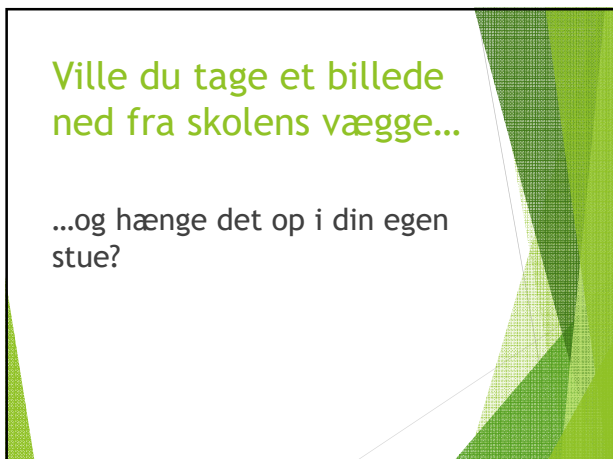 Ville du tage et billede
ned fra skolens vægge…
…og hænge det op i din egen
stue?